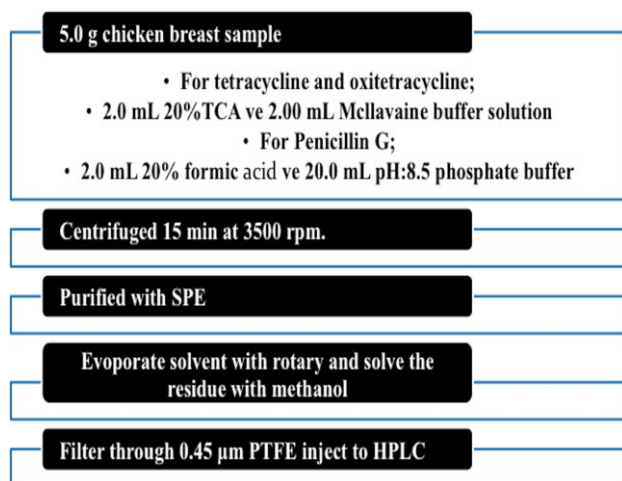 5.0 g chicken breast sample
• For tetracycline and oxitetracycline;
• 2.0 mL 20%TCA ve 2.00 mL Mcllavaine buffer solution
• For Penicillin G;
• 2.0 mL 20% formic acid ve 20.0 mL pH:8.5 phosphate buffer
Centrifuged 15 min at 3500 rpm.
Purified with SPE
Evoporate solvent with rotary and solve the
residue with methanol
Filter through 0.45 µm PTFE inject to HPLC